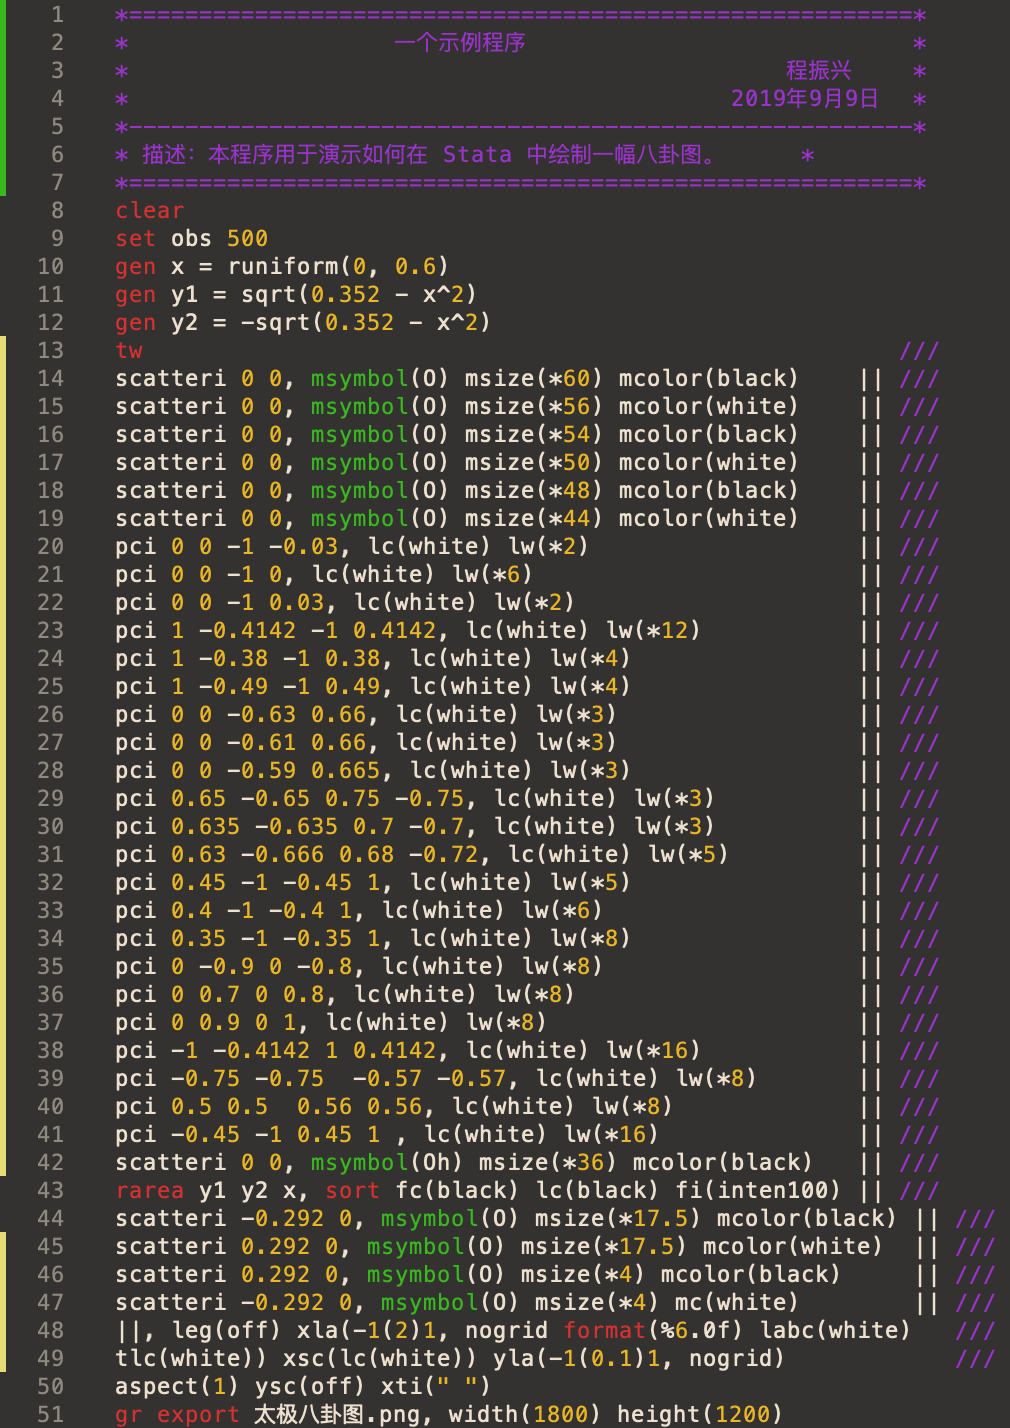 1 *========================================================*
2 * 一个示例程序 *
3 * 程振兴 *
4 * 2019年9月9日 *
5 *--------------------------------------------------------*
6 * 描述: 本程序用于演示如何在 Stata 中绘制一幅八卦图。 *
7 *========================================================*
8 clear
9 set obs 500
10 gen x = runiform(0, 0.6)
11 gen y1 = sqrt(0.352 - x^2)
12 gen y2 = -sqrt(0.352 - x^2)
13 tw ///
14 scatteri 0 0, msymbol(O) msize(*60) mcolor(black) || ///
15 scatteri 0 0, msymbol(O) msize(*56) mcolor(white) || ///
16 scatteri 0 0, msymbol(O) msize(*54) mcolor(black) || ///
17 scatteri 0 0, msymbol(O) msize(*50) mcolor(white) || ///
18 scatteri 0 0, msymbol(O) msize(*48) mcolor(black) || ///
19 scatteri 0 0, msymbol(O) msize(*44) mcolor(white) || ///
20 pci 0 0 -1 -0.03, lc(white) lw(*2) || ///
21 pci 0 0 -1 0, lc(white) lw(*6) || ///
22 pci 0 0 -1 0.03, lc(white) lw(*2) || ///
23 pci 1 -0.4142 -1 0.4142, lc(white) lw(*12) || ///
24 pci 1 -0.38 -1 0.38, lc(white) lw(*4) || ///
25 pci 1 -0.49 -1 0.49, lc(white) lw(*4) || ///
26 pci 0 0 -0.63 0.66, lc(white) lw(*3) || ///
27 pci 0 0 -0.61 0.66, lc(white) lw(*3) || ///
28 pci 0 0 -0.59 0.665, lc(white) lw(*3) || ///
29 pci 0.65 -0.65 0.75 -0.75, lc(white) lw(*3) || ///
30 pci 0.635 -0.635 0.7 -0.7, lc(white) lw(*3) || ///
31 pci 0.63 -0.666 0.68 -0.72, lc(white) lw(*5) || ///
32 pci 0.45 -1 -0.45 1, lc(white) lw(*5) || ///
33 pci 0.4 -1 -0.4 1, lc(white) lw(*6) || ///
34 pci 0.35 -1 -0.35 1, lc(white) lw(*8) || ///
35 pci 0 -0.9 0 -0.8, lc(white) lw(*8) || ///
36 pci 0 0.7 0 0.8, lc(white) lw(*8) || ///
37 pci 0 0.9 0 1, lc(white) lw(*8) || ///
38 pci -1 -0.4142 1 0.4142, lc(white) lw(*16) || ///
39 pci -0.75 -0.75  -0.57 -0.57, lc(white) lw(*8) || ///
40 pci 0.5 0.5  0.56 0.56, lc(white) lw(*8) || ///
41 pci -0.45 -1 0.45 1 , lc(white) lw(*16) || ///
42 scatteri 0 0, msymbol(Oh) msize(*36) mcolor(black) || ///
43 rarea y1 y2 x, sort fc(black) lc(black) fi(inten100) || ///
44 scatteri -0.292 0, msymbol(O) msize(*17.5) mcolor(black) || ///
45 scatteri 0.292 0, msymbol(O) msize(*17.5) mcolor(white) || ///
46 scatteri 0.292 0, msymbol(O) msize(*4) mcolor(black) || ///
47 scatteri -0.292 0, msymbol(O) msize(*4) mc(white) || ///
48 ||, leg(off) xla(-1(2)1, nogrid format(%6.0f) labc(white) ///
49 tlc(white)) xsc(lc(white)) yla(-1(0.1)1, nogrid) ///
50 aspect(1) ysc(off) xti(" ")
51 gr export 太极八卦图.png, width(1800) height(1200)